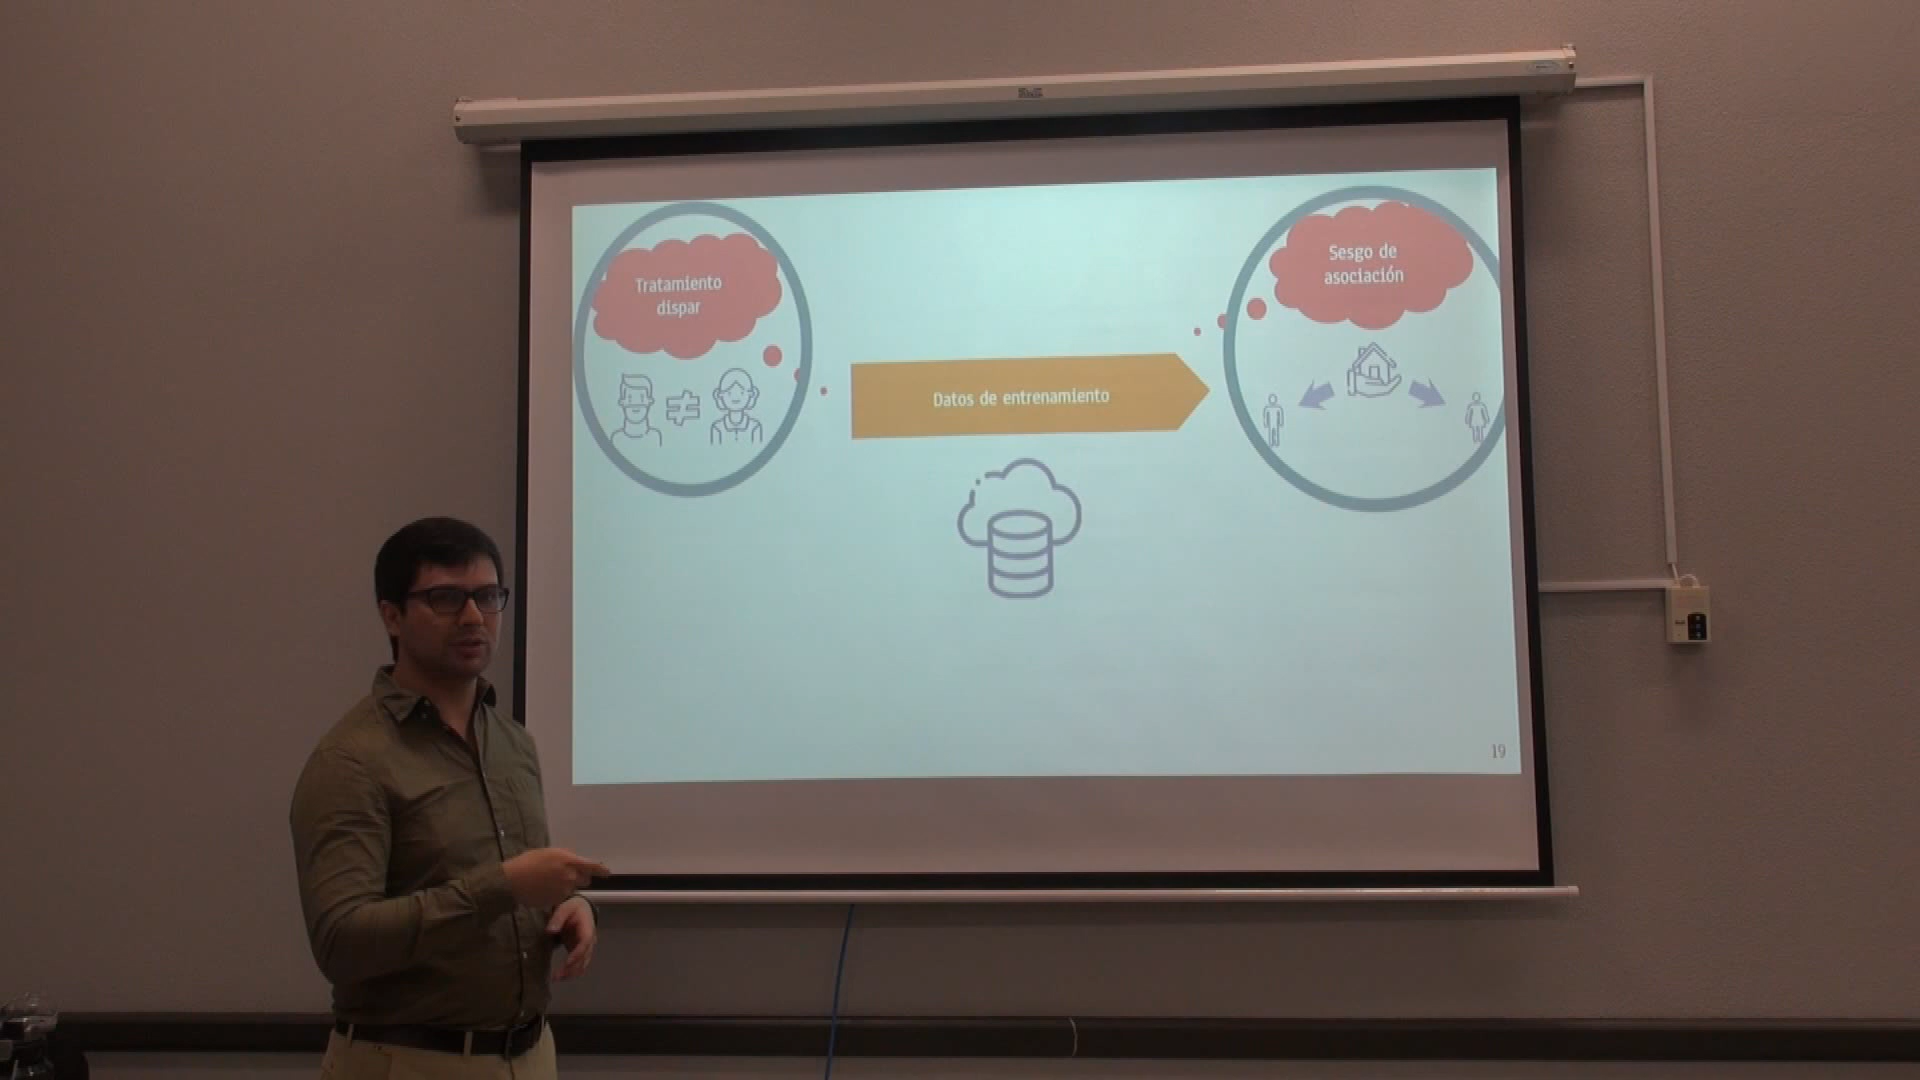 Tratamiento
dispar
Datos de entrenamiento
Sesgo de
asociación
19